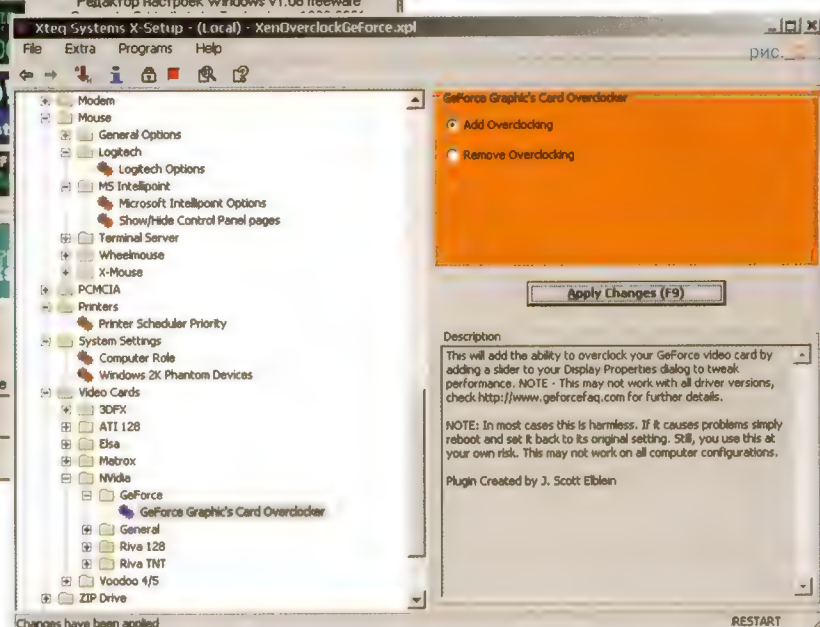 Редактор Настроек Windows v1.06 freeware
Xteq Systems X-Setup - (Local) - XenOverclockGeForce.xpl
File Extra Programs Help
рис._
Modem
Mouse
General Options
Logitech
Logitech Options
MS Intellipoint
Microsoft Intellipoint Options
Show/Hide Control Panel pages
Terminal Server
Wheelmouse
X-Mouse
PCMCIA
Printers
Printer Scheduler Priority
System Settings
Computer Role
Windows 2K Phantom Devices
Video Cards
3DFX
ATI 128
Elsa
Matrox
NVidia
GeForce
GeForce Graphic's Card Overclocker
General
Riva 128
Riva TNT
Voodoo 4/5
ZIP Drive
GeForce Graphic's Card Overclocker
Add Overclocking
Remove Overclocking
Apply Changes (F9)
Description
This will add the ability to overclock your GeForce video card by
adding a slider to your Display Properties dialog to tweak
performance. NOTE - This may not work with all driver versions,
check http://www.geforcefaq.com for further details.
NOTE: In most cases this is harmless. If it causes problems simply
reboot and set it back to its original setting. Still, you use this at
your own risk. This may not work on all computer configurations.
Plugin Created by J. Scott Elblein
Changes have been applied
RESTART